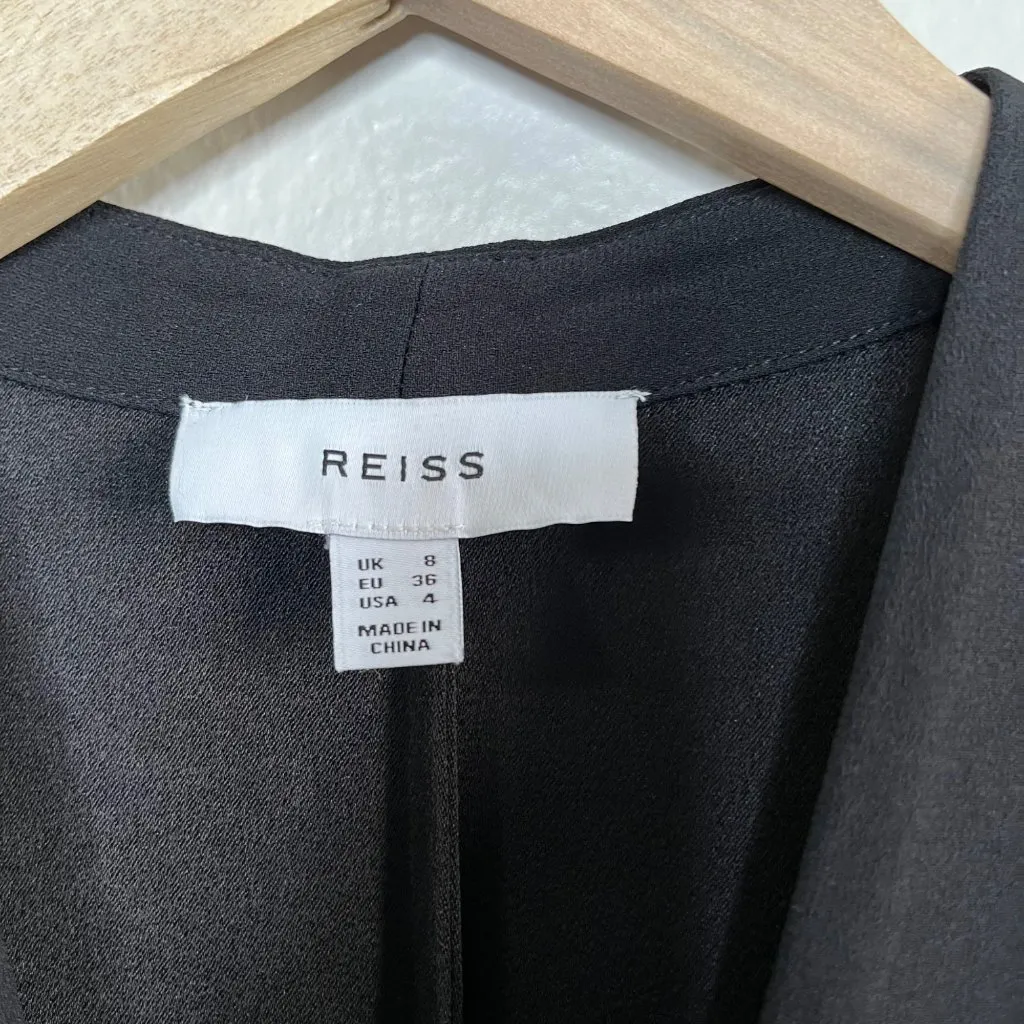 REISS
UK 8
EU 36
USA 4
MADE IN
CHINA